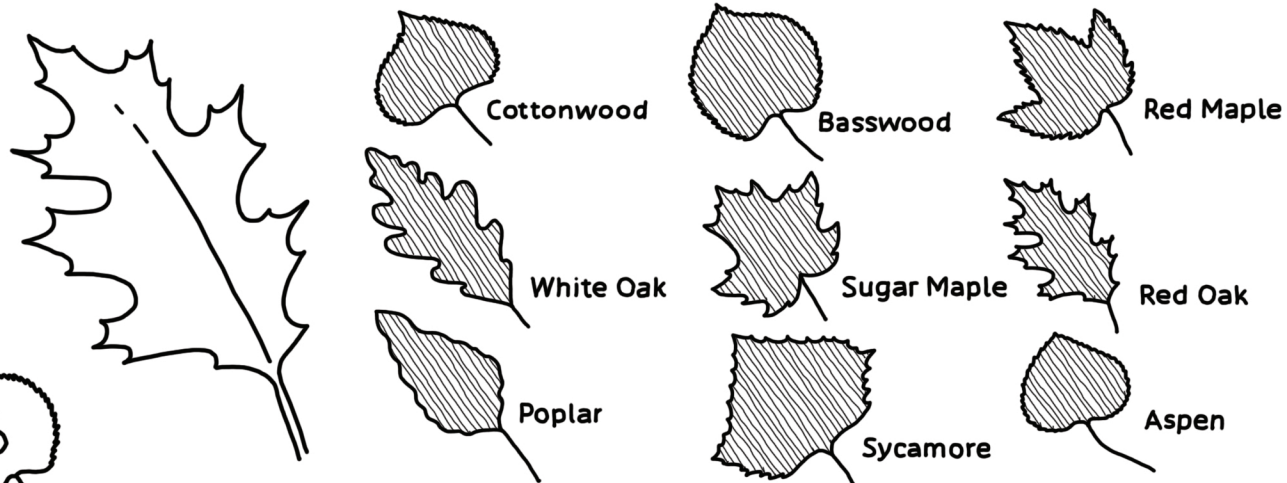 Cottonwood
Basswood
Red Maple
White Oak
Sugar Maple
Red Oak
Poplar
Sycamore
Aspen